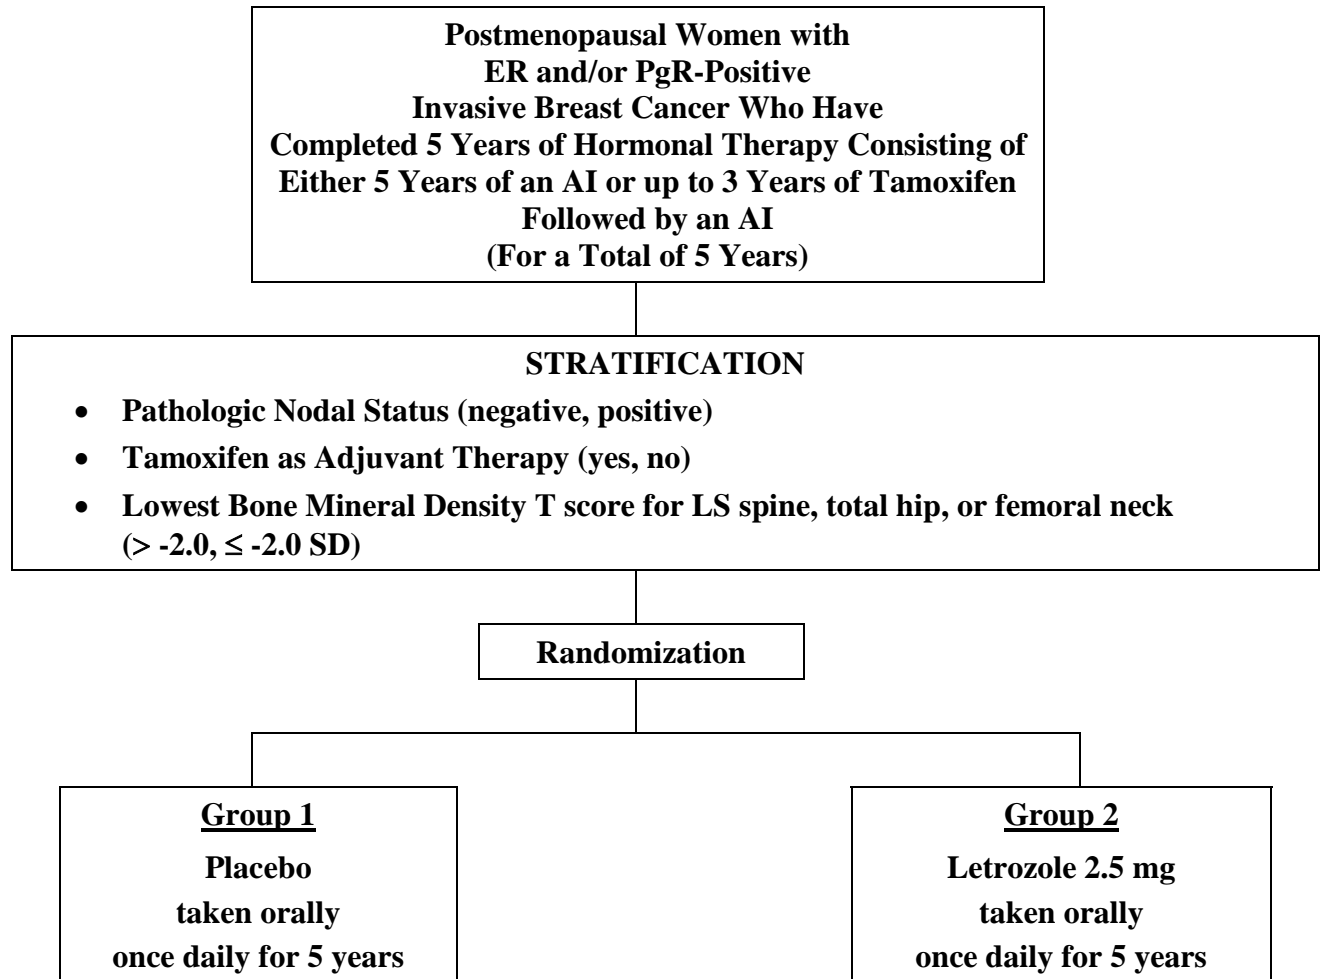 Postmenopausal Women with
ER and/or PgR-Positive
Invasive Breast Cancer Who Have
Completed 5 Years of Hormonal Therapy Consisting of
Either 5 Years of an AI or up to 3 Years of Tamoxifen
Followed by an AI
(For a Total of 5 Years)
STRATIFICATION
• Pathologic Nodal Status (negative, positive)
• Tamoxifen as Adjuvant Therapy (yes, no)
• Lowest Bone Mineral Density T score for LS spine, total hip, or femoral neck
(> -2.0, ≤ -2.0 SD)
Randomization
Group 1
Placebo
taken orally
once daily for 5 years
Group 2
Letrozole 2.5 mg
taken orally
once daily for 5 years